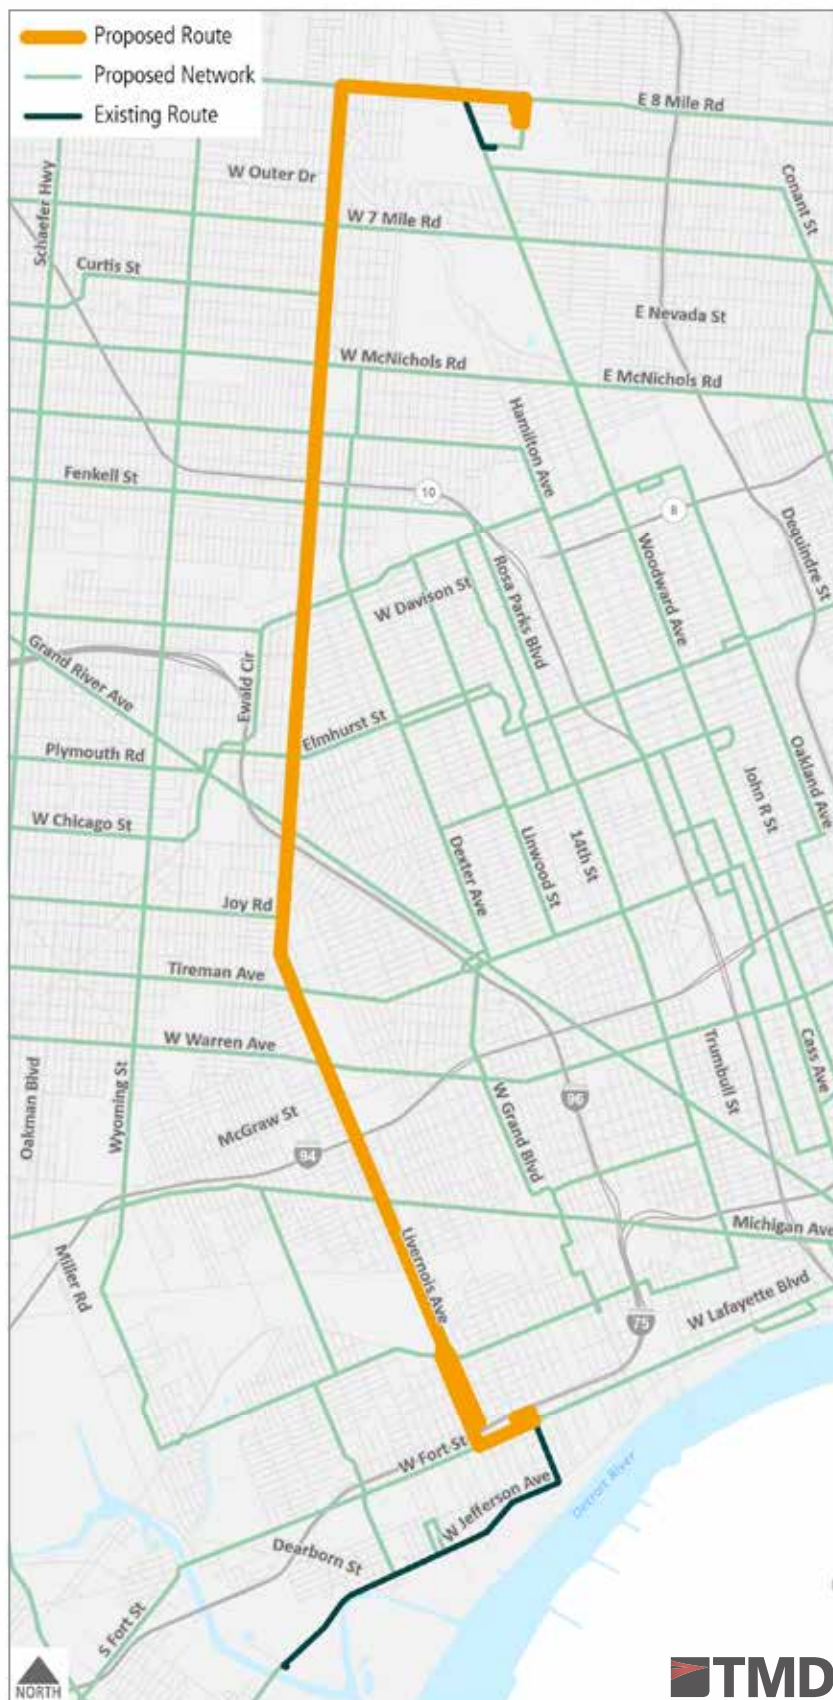 Proposed Route
Proposed Network
Existing Route
E 8 Mile Rd
W Outer Dr
Conant St
Schaefer Hwy
W 7 Mile Rd
Curtis St
E Nevada St
W McNichols Rd
E McNichols Rd
Hamilton Ave
Fenkell St
10
8
Dequindre St
Woodward Ave
Rosa Parks Blvd
W Davison St
Grand River Ave
Ewald Cir
Elmhurst St
Plymouth Rd
Oakland Ave
John R St
W Chicago St
Dexter Ave
Linwood St
14th St
Joy Rd
Tireman Ave
W Warren Ave
Cass Ave
Trumbull St
Oakman Blvd
Wyoming St
McGraw St
W Grand Blvd
96
94
Michigan Ave
Livernois Ave
Miller Rd
W Lafayette Blvd
75
W Fort St
W Jefferson Ave
Detroit River
Dearborn St
S Fort St
NORTH
TMD